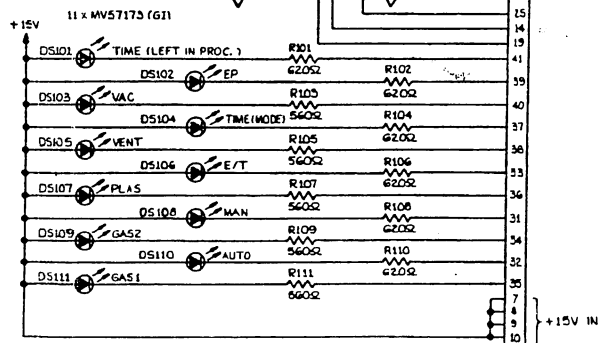 11 x MV57173 (GI)
+15V
25
14
19
DS101 TIME (LEFT IN PROC.) R101 620Ω 41
DS102 EP R102 620Ω 39
DS103 VAC R103 560Ω 40
DS104 TIME(MODE) R104 620Ω 37
DS105 VENT R105 560Ω 38
DS106 E/T R106 620Ω 33
DS107 PLAS R107 560Ω 36
DS108 MAN R108 620Ω 31
DS109 GAS2 R109 560Ω 34
DS110 AUTO R110 620Ω 32
DS111 GAS1 R111 560Ω 35
7
8
9 +15V IN
10